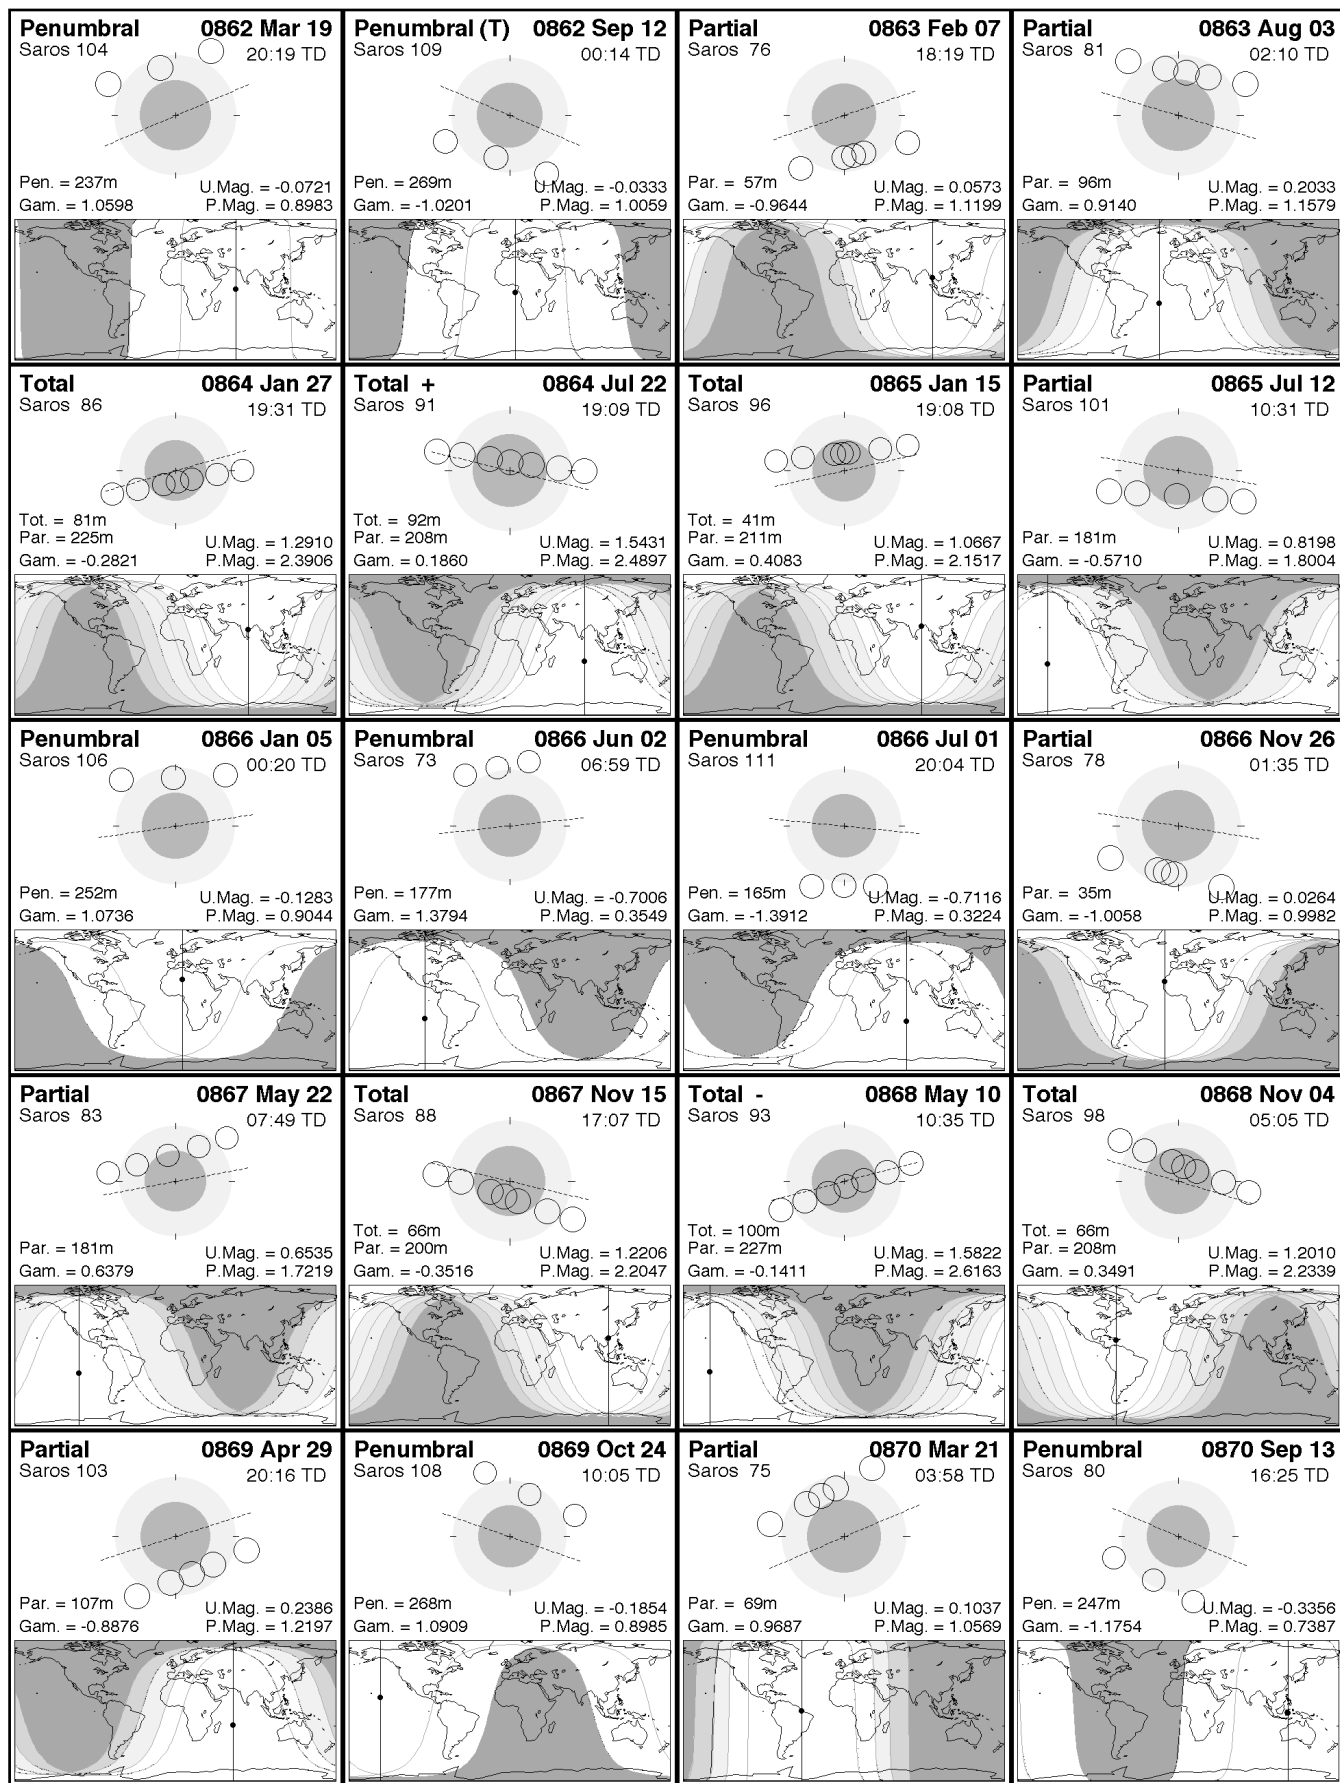 Penumbral 0862 Mar 19
Saros 104 20:19 TD
Pen. = 237m U.Mag. = -0.0721
Gam. = 1.0598 P.Mag. = 0.8983
Penumbral (T) 0862 Sep 12
Saros 109 00:14 TD
Pen. = 269m U.Mag. = -0.0333
Gam. = -1.0201 P.Mag. = 1.0059
Partial 0863 Feb 07
Saros 76 18:19 TD
Par. = 57m U.Mag. = 0.0573
Gam. = -0.9644 P.Mag. = 1.1199
Partial 0863 Aug 03
Saros 81 02:10 TD
Par. = 96m U.Mag. = 0.2033
Gam. = 0.9140 P.Mag. = 1.1579
Total 0864 Jan 27
Saros 86 19:31 TD
Tot. = 81m
Par. = 225m U.Mag. = 1.2910
Gam. = -0.2821 P.Mag. = 2.3906
Total + 0864 Jul 22
Saros 91 19:09 TD
Tot. = 92m
Par. = 208m U.Mag. = 1.5431
Gam. = 0.1860 P.Mag. = 2.4897
Total 0865 Jan 15
Saros 96 19:08 TD
Tot. = 41m
Par. = 211m U.Mag. = 1.0667
Gam. = 0.4083 P.Mag. = 2.1517
Partial 0865 Jul 12
Saros 101 10:31 TD
Par. = 181m U.Mag. = 0.8198
Gam. = -0.5710 P.Mag. = 1.8004
Penumbral 0866 Jan 05
Saros 106 00:20 TD
Pen. = 252m U.Mag. = -0.1283
Gam. = 1.0736 P.Mag. = 0.9044
Penumbral 0866 Jun 02
Saros 73 06:59 TD
Pen. = 177m U.Mag. = -0.7006
Gam. = 1.3794 P.Mag. = 0.3549
Penumbral 0866 Jul 01
Saros 111 20:04 TD
Pen. = 165m U.Mag. = -0.7116
Gam. = -1.3912 P.Mag. = 0.3224
Partial 0866 Nov 26
Saros 78 01:35 TD
Par. = 35m U.Mag. = 0.0264
Gam. = -1.0058 P.Mag. = 0.9982
Partial 0867 May 22
Saros 83 07:49 TD
Par. = 181m U.Mag. = 0.6535
Gam. = 0.6379 P.Mag. = 1.7219
Total 0867 Nov 15
Saros 88 17:07 TD
Tot. = 66m
Par. = 200m U.Mag. = 1.2206
Gam. = -0.3516 P.Mag. = 2.2047
Total - 0868 May 10
Saros 93 10:35 TD
Tot. = 100m
Par. = 227m U.Mag. = 1.5822
Gam. = -0.1411 P.Mag. = 2.6163
Total 0868 Nov 04
Saros 98 05:05 TD
Tot. = 66m
Par. = 208m U.Mag. = 1.2010
Gam. = 0.3491 P.Mag. = 2.2339
Partial 0869 Apr 29
Saros 103 20:16 TD
Par. = 107m U.Mag. = 0.2386
Gam. = -0.8876 P.Mag. = 1.2197
Penumbral 0869 Oct 24
Saros 108 10:05 TD
Pen. = 268m U.Mag. = -0.1854
Gam. = 1.0909 P.Mag. = 0.8985
Partial 0870 Mar 21
Saros 75 03:58 TD
Par. = 69m U.Mag. = 0.1037
Gam. = 0.9687 P.Mag. = 1.0569
Penumbral 0870 Sep 13
Saros 80 16:25 TD
Pen. = 247m U.Mag. = -0.3356
Gam. = -1.1754 P.Mag. = 0.7387